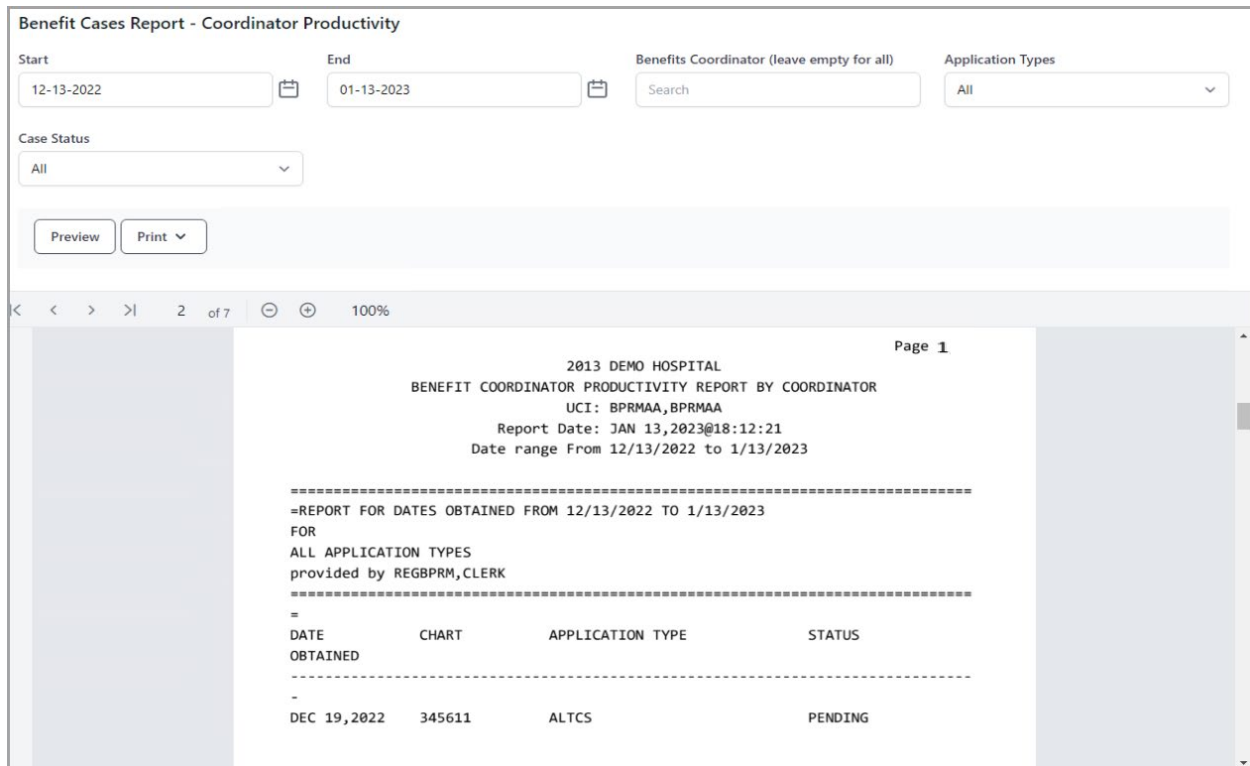 Benefit Cases Report - Coordinator Productivity
Start End Benefits Coordinator (leave empty for all) Application Types
12-13-2022 01-13-2023 Search All
Case Status
All
Preview Print
2 of 7 100%
Page 1
2013 DEMO HOSPITAL
BENEFIT COORDINATOR PRODUCTIVITY REPORT BY COORDINATOR
UCI: BPRMAA,BPRMAA
Report Date: JAN 13,2023@18:12:21
Date range From 12/13/2022 to 1/13/2023
==============================================================================
=REPORT FOR DATES OBTAINED FROM 12/13/2022 TO 1/13/2023
FOR
ALL APPLICATION TYPES
provided by REGBPRM,CLERK
==============================================================================
=
DATE CHART APPLICATION TYPE STATUS
OBTAINED
------------------------------------------------------------------------------
-
DEC 19,2022 345611 ALTCS PENDING